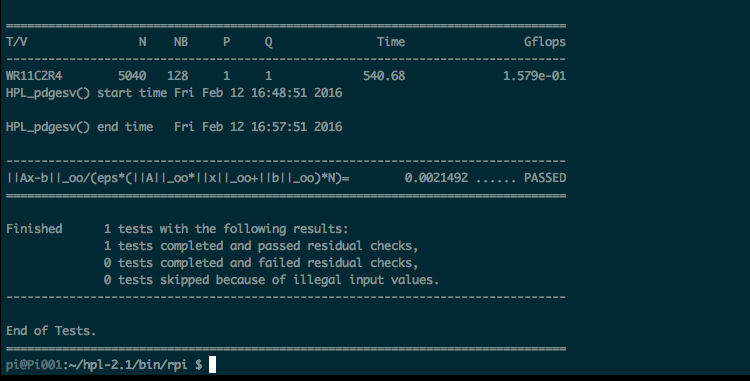 ================================================================================
T/V                N    NB     P     Q               Time                 Gflops
--------------------------------------------------------------------------------
WR11C2R4        5040   128     1     1             540.68              1.579e-01
HPL_pdgesv() start time Fri Feb 12 16:48:51 2016
HPL_pdgesv() end time   Fri Feb 12 16:57:51 2016
--------------------------------------------------------------------------------
||Ax-b||_oo/(eps*(||A||_oo*||x||_oo+||b||_oo)*N)=        0.0021492 ...... PASSED
================================================================================
Finished      1 tests with the following results:
              1 tests completed and passed residual checks,
              0 tests completed and failed residual checks,
              0 tests skipped because of illegal input values.
--------------------------------------------------------------------------------
End of Tests.
================================================================================
pi@Pi001:~/hpl-2.1/bin/rpi $